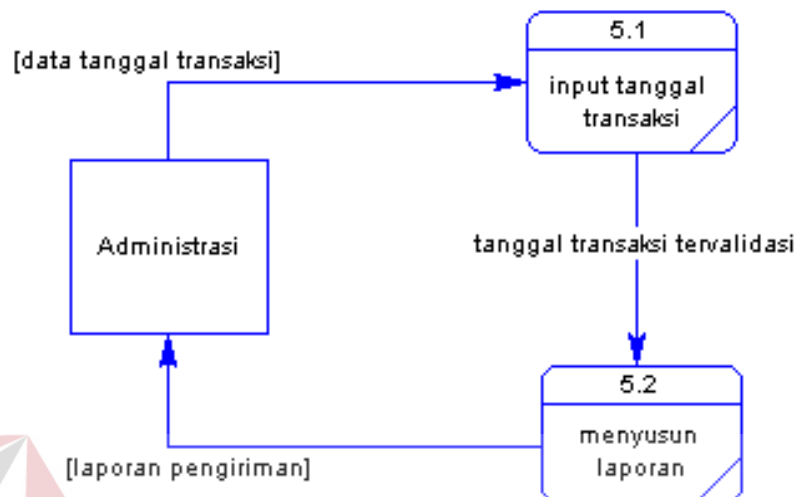 [data tanggal transaksi]
5.1
input tanggal
transaksi
Administrasi
tanggal transaksi tervalidasi
5.2
menyusun
laporan
[laporan pengiriman]